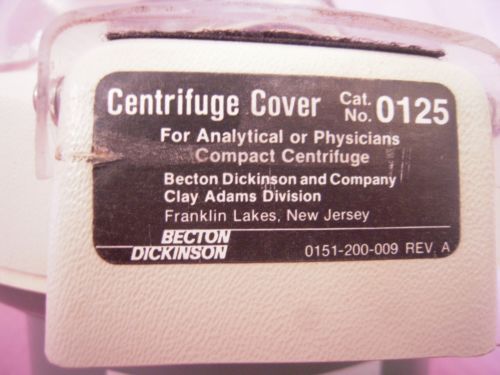 Centrifuge Cover Cat. No. 0125
For Analytical or Physicians
Compact Centrifuge
Becton Dickinson and Company
Clay Adams Division
Franklin Lakes, New Jersey
BECTON
DICKINSON 0151-200-009 REV. A